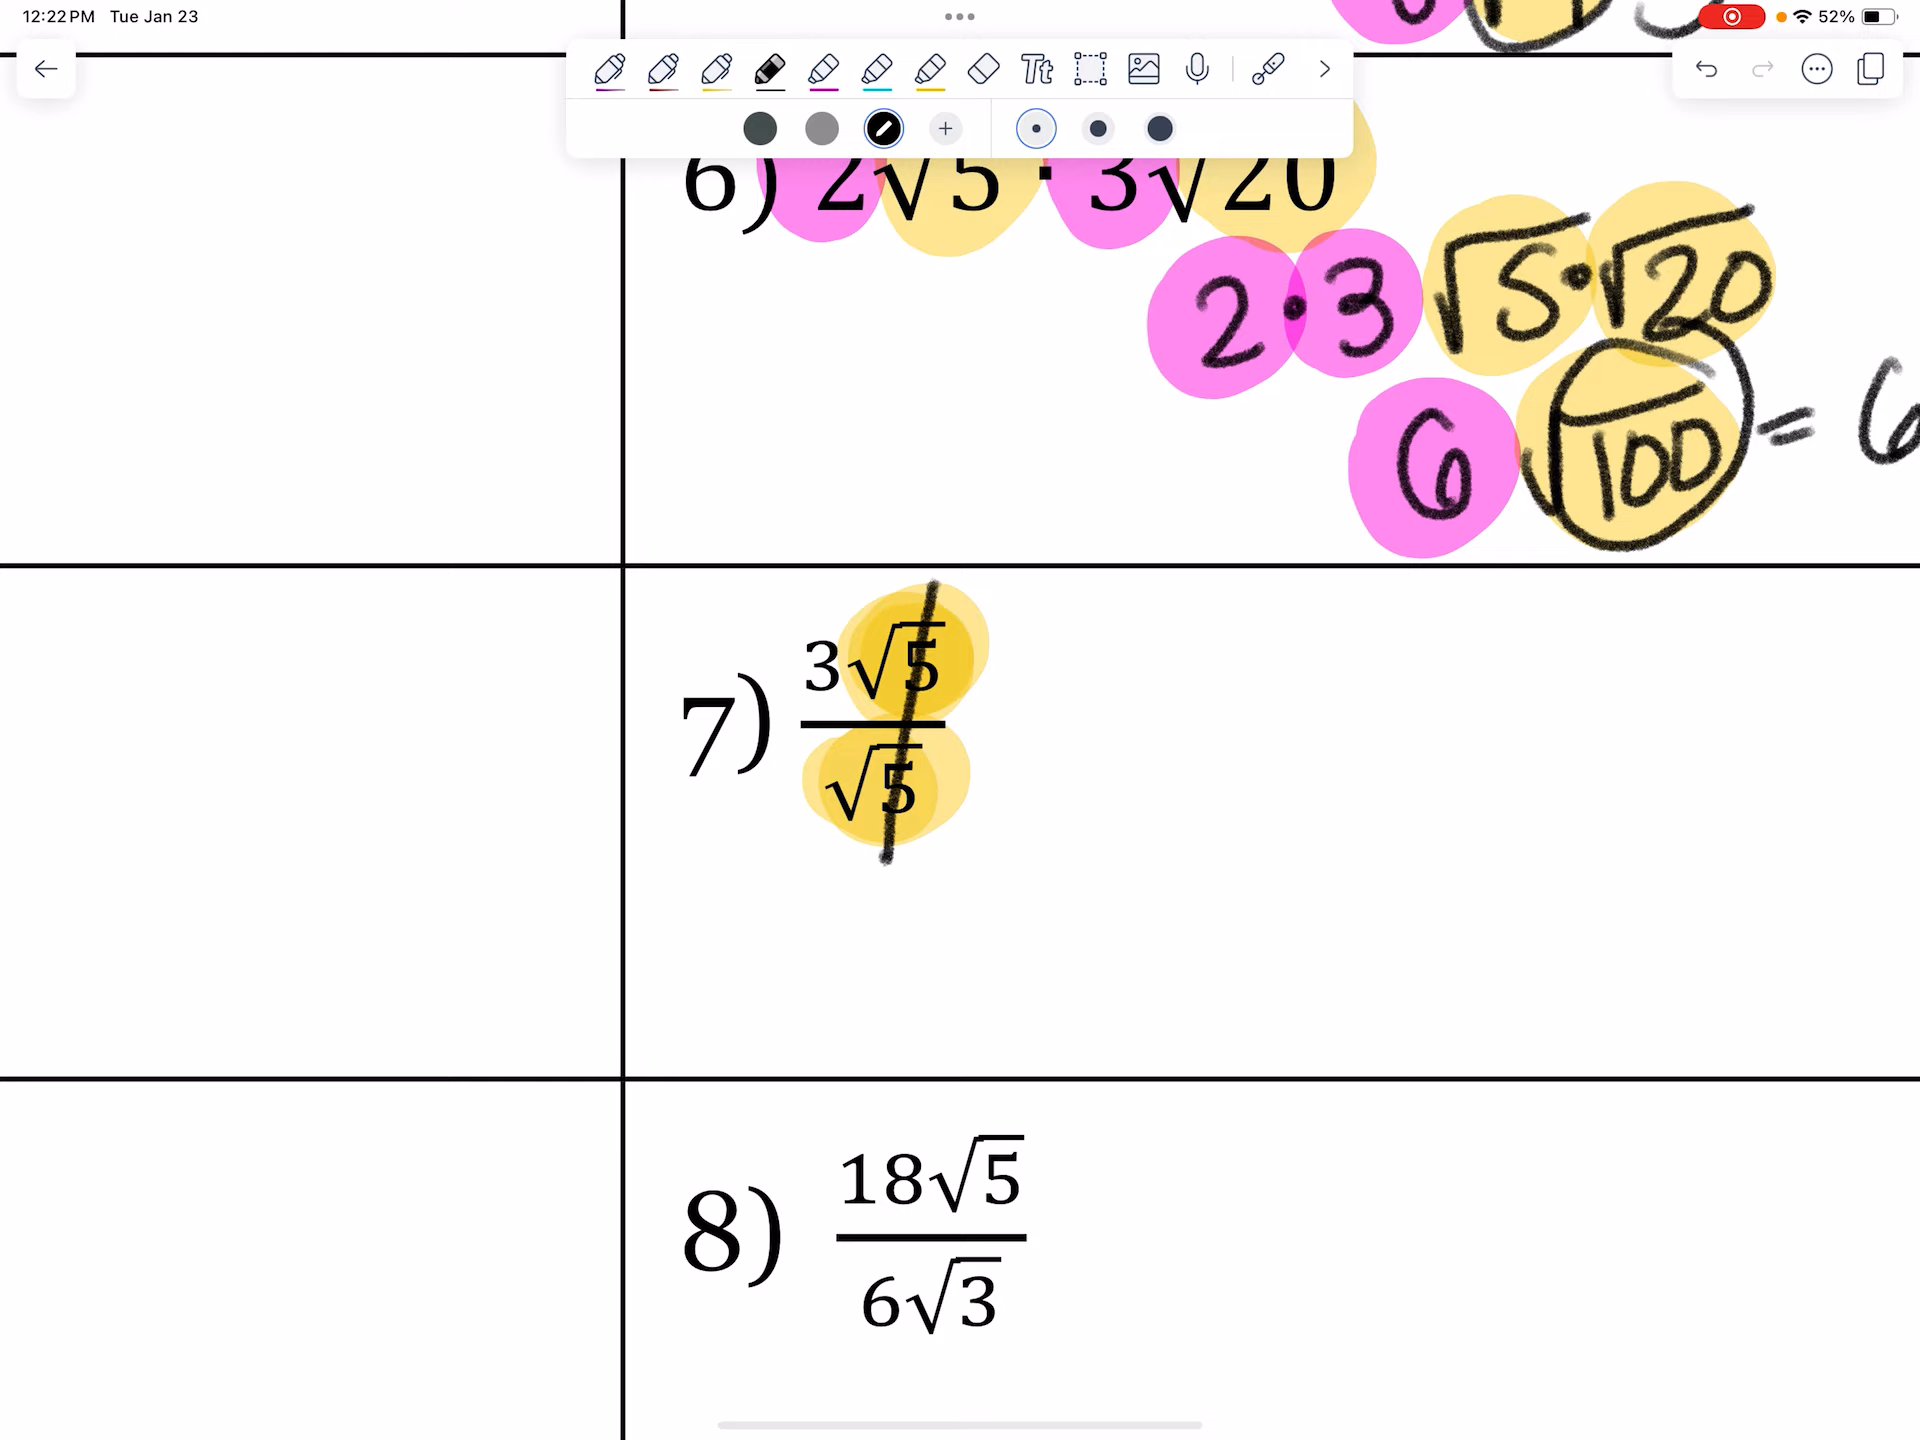 12:22 PM Tue Jan 23
52%
Tt
6) 2√5 · 3√20
2 · 3 √5 · √20
6 √100 = 6
7) 3√5
√5
8) 18√5
6√3